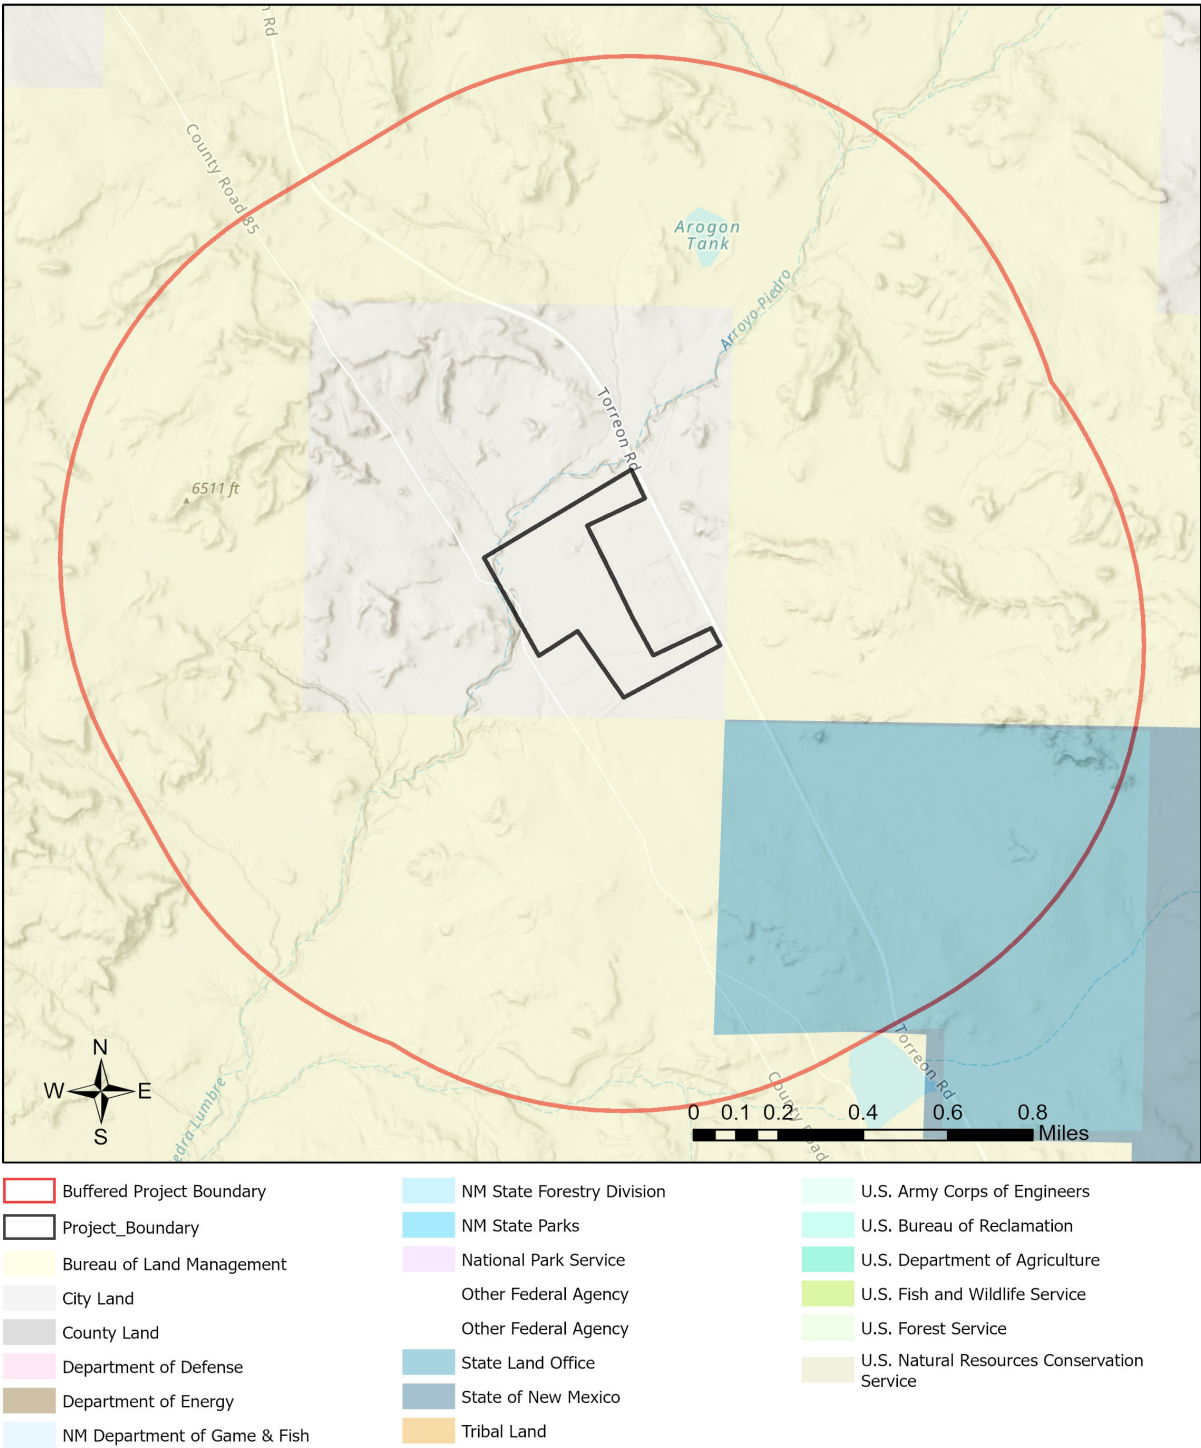 n Rd
County Road 85
Arogon
Tank
Arroyo Piedro
Torreon Rd
6511 ft
N
W E
S
edra Lumbre
Torreon Rd
County Road
0 0.1 0.2 0.4 0.6 0.8
Miles
Buffered Project Boundary
Project_Boundary
Bureau of Land Management
City Land
County Land
Department of Defense
Department of Energy
NM Department of Game & Fish
NM State Forestry Division
NM State Parks
National Park Service
Other Federal Agency
Other Federal Agency
State Land Office
State of New Mexico
Tribal Land
U.S. Army Corps of Engineers
U.S. Bureau of Reclamation
U.S. Department of Agriculture
U.S. Fish and Wildlife Service
U.S. Forest Service
U.S. Natural Resources Conservation
Service